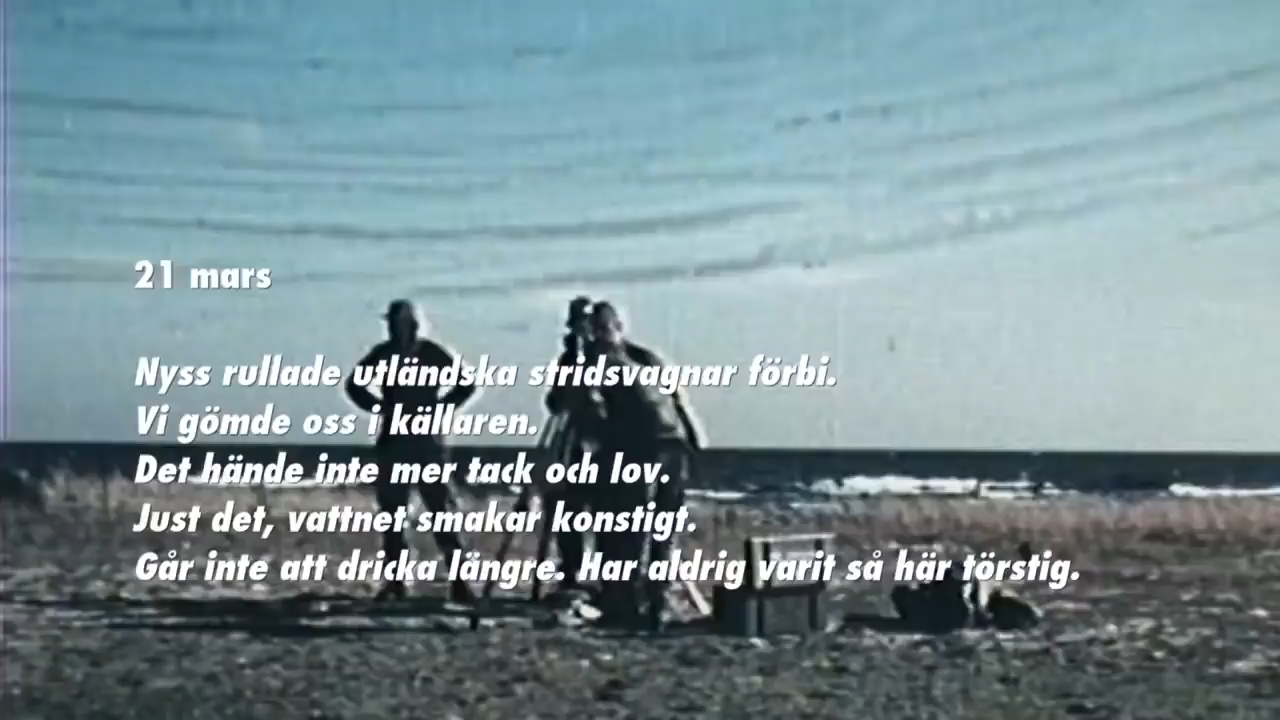 21 mars
Nyss rullade utländska stridsvagnar förbi.
Vi gömde oss i källaren.
Det hände inte mer tack och lov.
Just det, vattnet smakar konstigt.
Går inte att dricka längre. Har aldrig varit så här törstig.